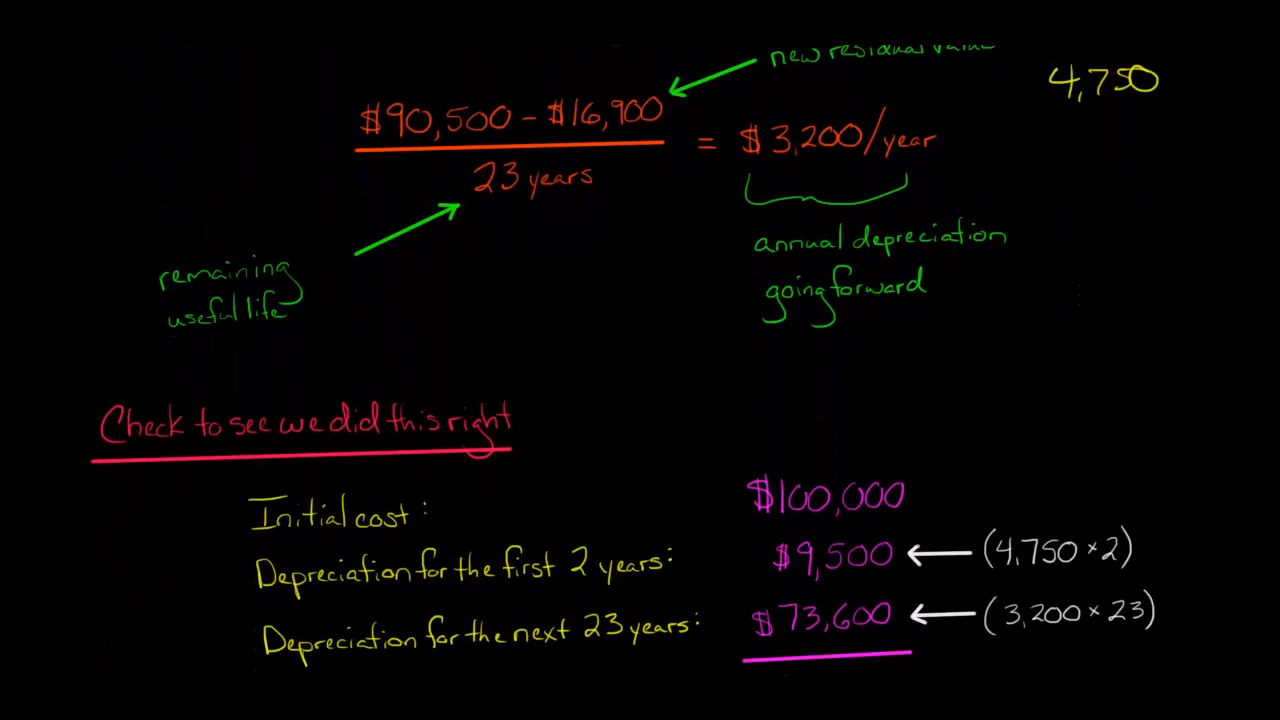 new residual value
4,750
$90,500 - $16,900
23 years
= $3,200/year
annual depreciation
going forward
remaining
useful life
Check to see we did this right
Initial cost: $100,000
Depreciation for the first 2 years: $9,500 (4,750 × 2)
Depreciation for the next 23 years: $73,600 (3,200 × 23)